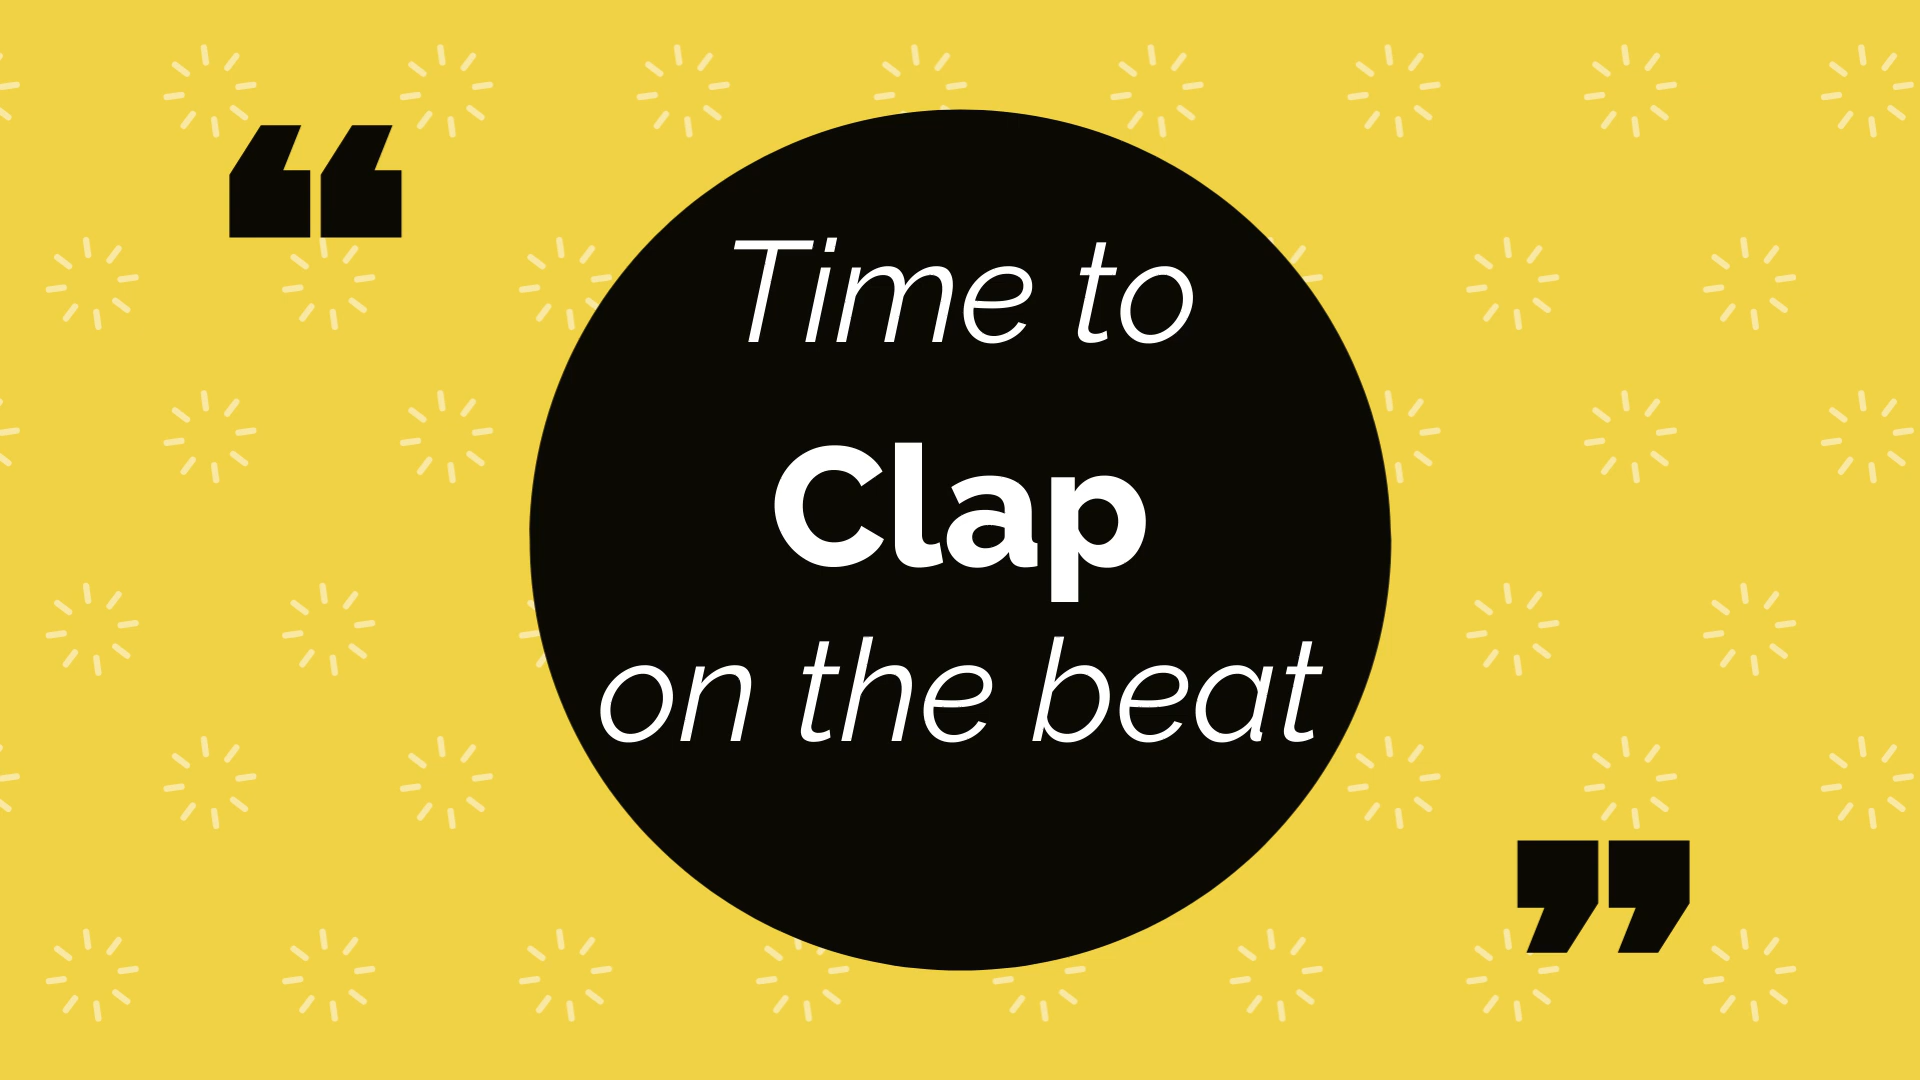 “
Time to
Clap
on the beat
”